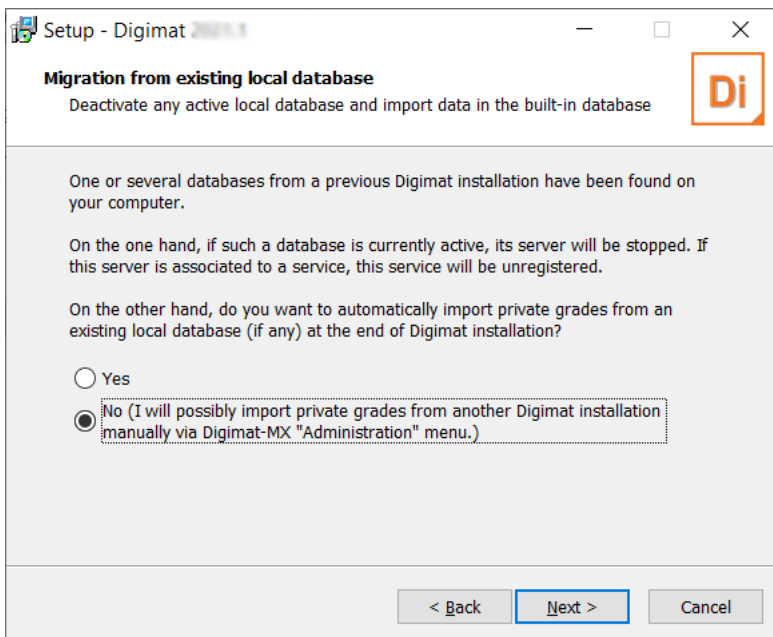 Setup - Digimat
Migration from existing local database
Deactivate any active local database and import data in the built-in database
Di
One or several databases from a previous Digimat installation have been found on
your computer.
On the one hand, if such a database is currently active, its server will be stopped. If
this server is associated to a service, this service will be unregistered.
On the other hand, do you want to automatically import private grades from an
existing local database (if any) at the end of Digimat installation?
Yes
No (I will possibly import private grades from another Digimat installation
manually via Digimat-MX "Administration" menu.)
< Back
Next >
Cancel